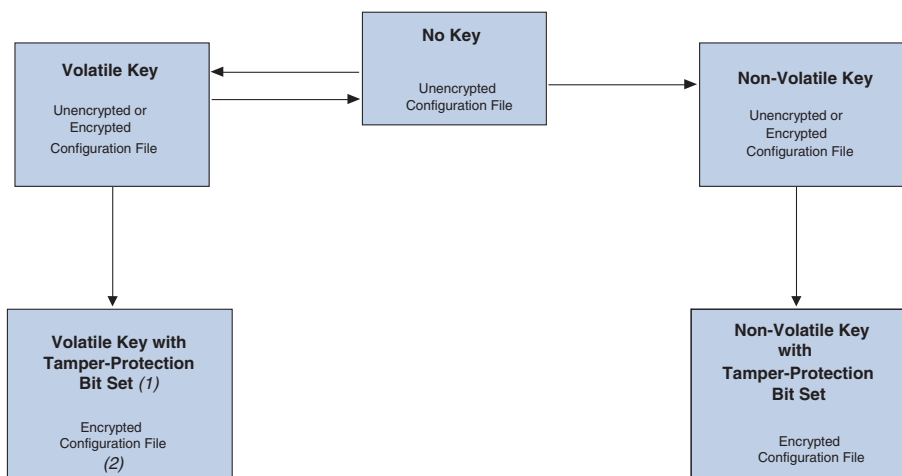 No Key
Unencrypted
Configuration File
Volatile Key
Unencrypted or
Encrypted
Configuration File
Non-Volatile Key
Unencrypted or
Encrypted
Configuration File
Volatile Key with
Tamper-Protection
Bit Set (1)
Encrypted
Configuration File
(2)
Non-Volatile Key
with
Tamper-Protection
Bit Set
Encrypted
Configuration File